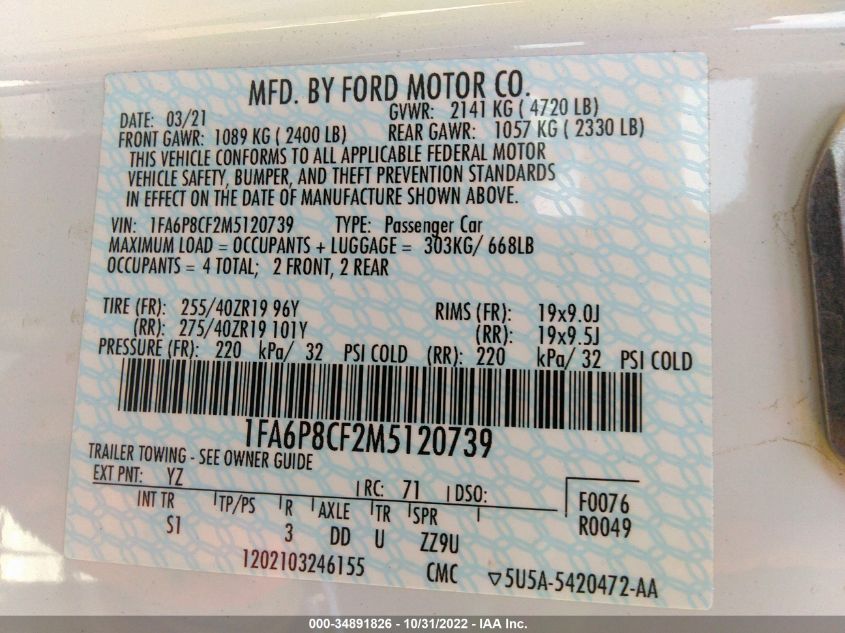 MFD. BY FORD MOTOR CO.
DATE: 03/21 GVWR: 2141 KG ( 4720 LB)
FRONT GAWR: 1089 KG ( 2400 LB) REAR GAWR: 1057 KG ( 2330 LB)
THIS VEHICLE CONFORMS TO ALL APPLICABLE FEDERAL MOTOR
VEHICLE SAFETY, BUMPER, AND THEFT PREVENTION STANDARDS
IN EFFECT ON THE DATE OF MANUFACTURE SHOWN ABOVE.
VIN: 1FA6P8CF2M5120739 TYPE: Passenger Car
MAXIMUM LOAD = OCCUPANTS + LUGGAGE = 303KG/ 668LB
OCCUPANTS = 4 TOTAL; 2 FRONT, 2 REAR
TIRE (FR): 255/40ZR19 96Y RIMS (FR): 19x9.0J
(RR): 275/40ZR19 101Y (RR): 19x9.5J
PRESSURE (FR): 220 kPa/ 32 PSI COLD (RR): 220 kPa/ 32 PSI COLD
1FA6P8CF2M5120739
TRAILER TOWING - SEE OWNER GUIDE
EXT PNT: YZ RC: 71 DSO:
INT TR TP/PS R AXLE TR SPR F0076
S1 3 DD U ZZ9U R0049
1202103246155 CMC ▽5U5A-5420472-AA
000-34891826 - 10/31/2022 - IAA Inc.